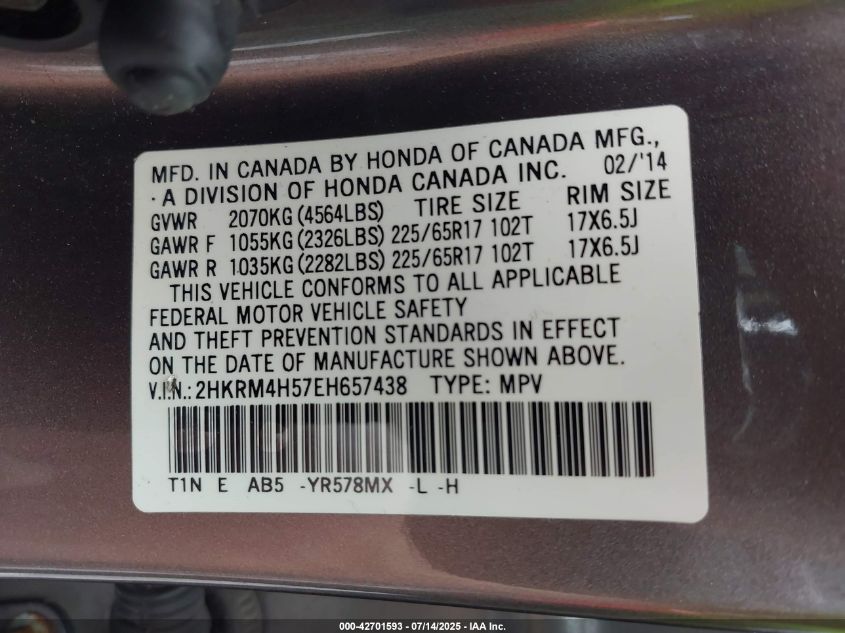 MFD. IN CANADA BY HONDA OF CANADA MFG.,
· A DIVISION OF HONDA CANADA INC. 02/'14
GVWR 2070KG (4564LBS) TIRE SIZE RIM SIZE
GAWR F 1055KG (2326LBS) 225/65R17 102T 17X6.5J
GAWR R 1035KG (2282LBS) 225/65R17 102T 17X6.5J
THIS VEHICLE CONFORMS TO ALL APPLICABLE
FEDERAL MOTOR VEHICLE SAFETY
AND THEFT PREVENTION STANDARDS IN EFFECT
ON THE DATE OF MANUFACTURE SHOWN ABOVE.
V.I.N.: 2HKRM4H57EH657438 TYPE: MPV
T1N E AB5 -YR578MX -L -H
000-42701593 - 07/14/2025 - IAA Inc.